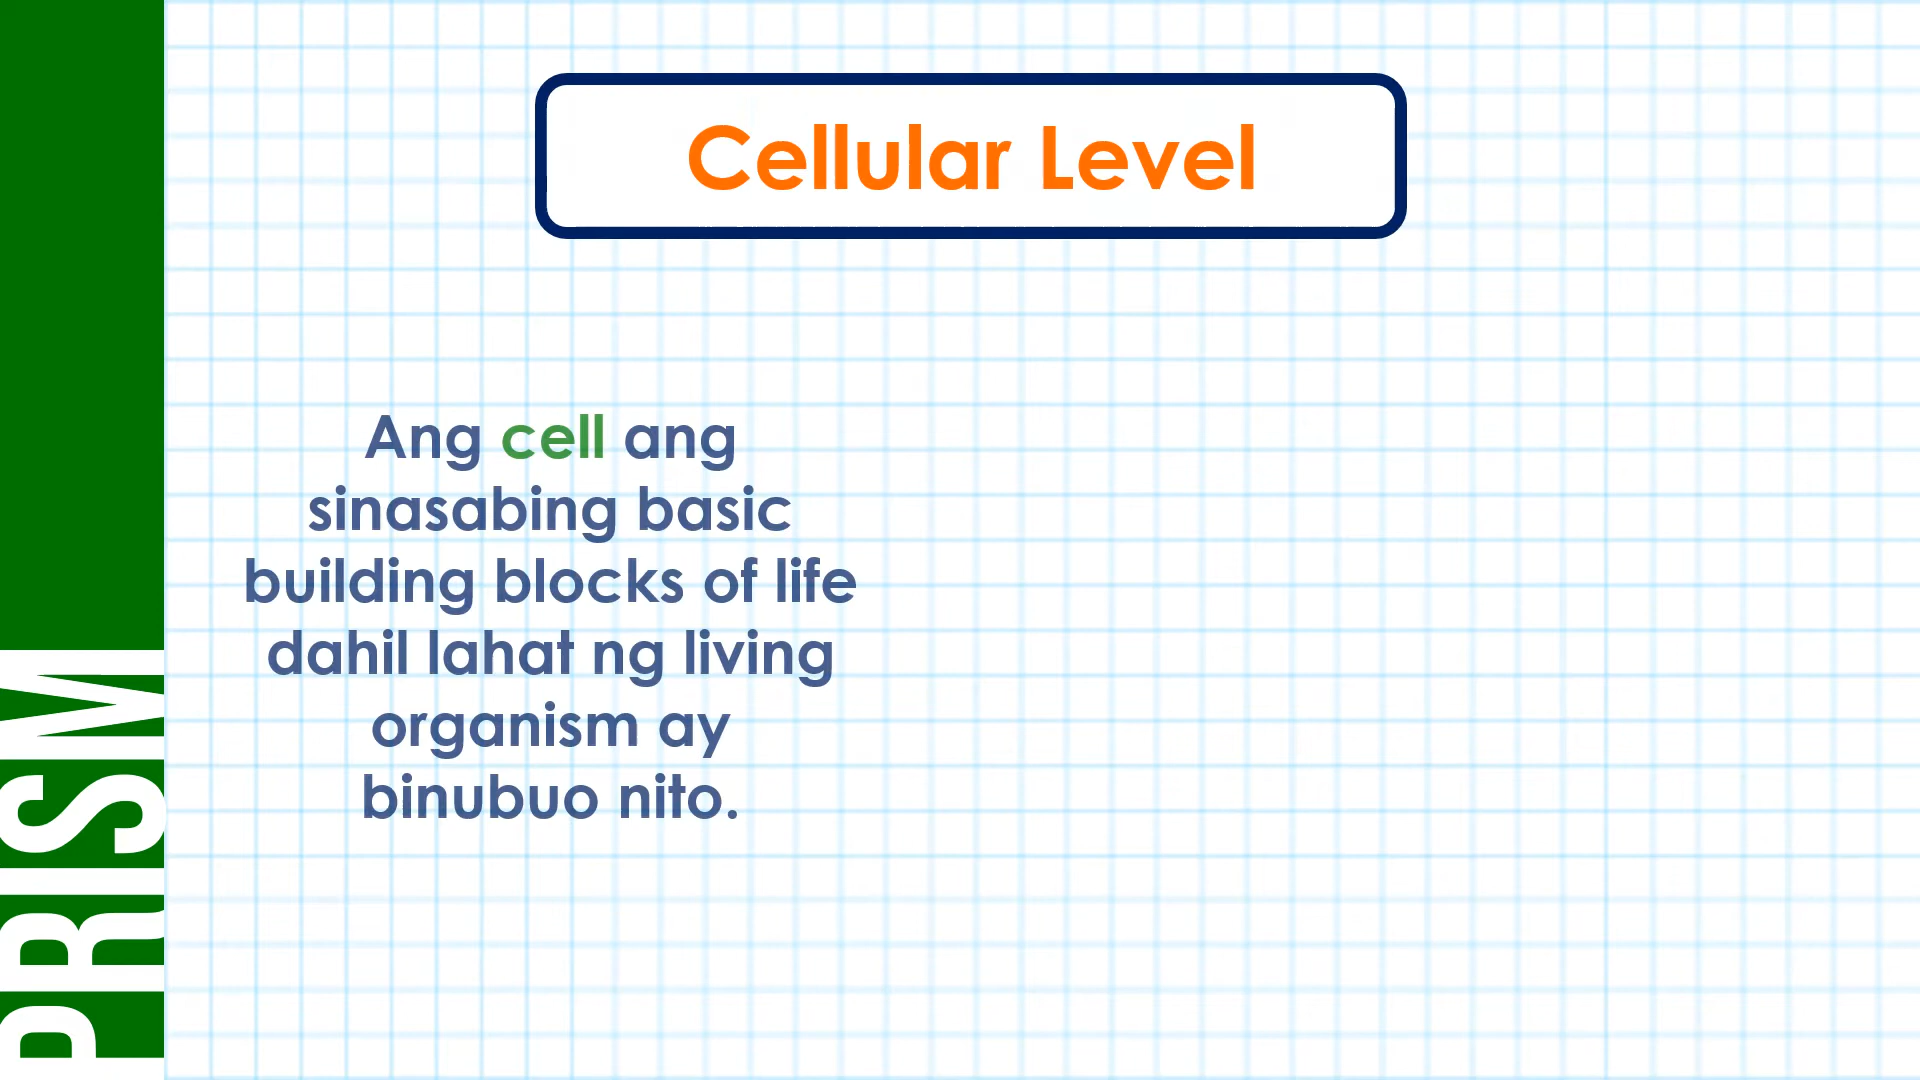 Cellular Level
Ang cell ang
sinasabing basic
building blocks of life
dahil lahat ng living
organism ay
binubuo nito.
PRISM